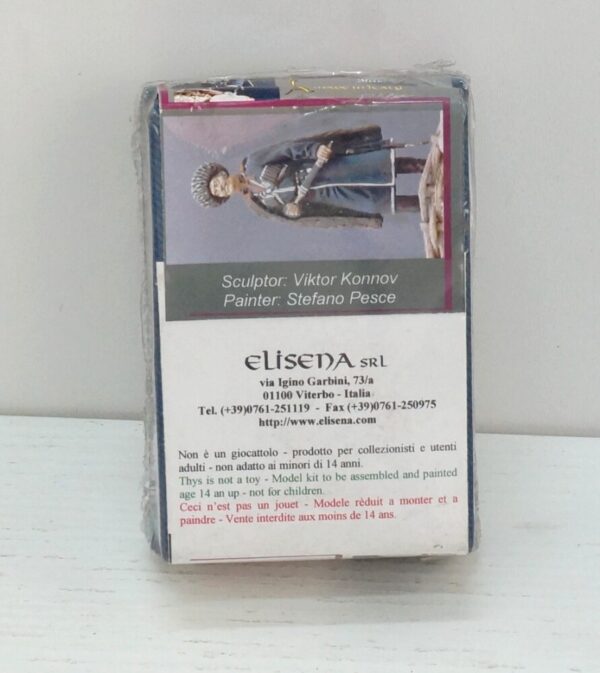 Sculptor: Viktor Konnov
Painter: Stefano Pesce
ELISENA SRL
via Igino Garbini, 73/a
01100 Viterbo - Italia
Tel. (+39)0761-251119 - Fax (+39)0761-250975
http://www.elisena.com
Non è un giocattolo - prodotto per collezionisti e utenti
adulti - non adatto ai minori di 14 anni.
Thys is not a toy - Model kit to be assembled and painted
age 14 an up - not for children.
Ceci n'est pas un jouet - Modele rèduit a monter et a
paindre - Vente interdite aux moins de 14 ans.